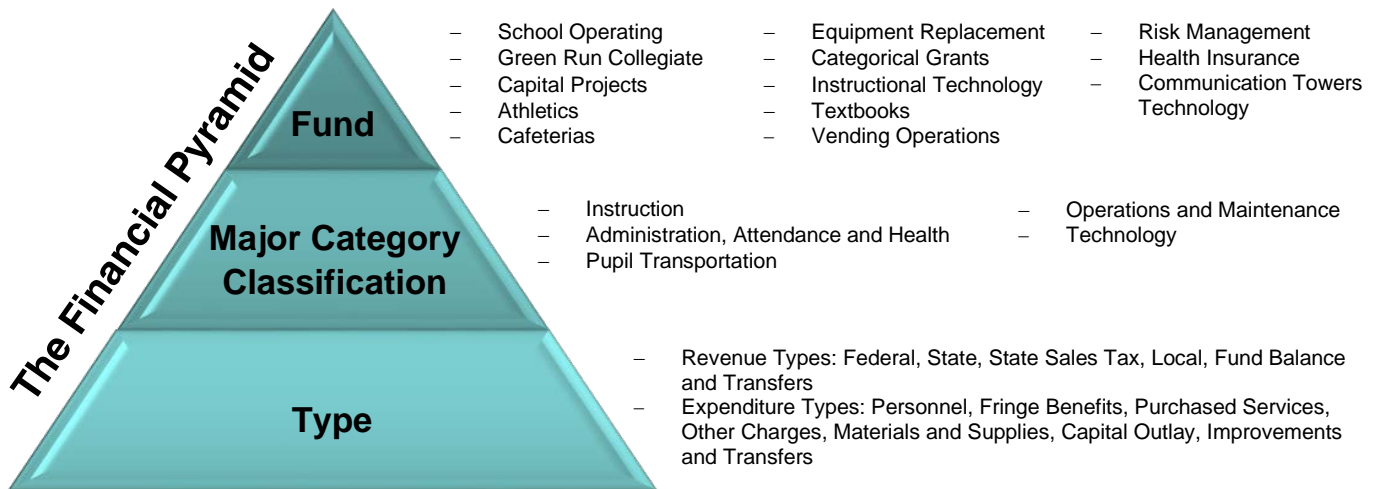 The Financial Pyramid
Fund
– School Operating
– Green Run Collegiate
– Capital Projects
– Athletics
– Cafeterias
– Equipment Replacement
– Categorical Grants
– Instructional Technology
– Textbooks
– Vending Operations
– Risk Management
– Health Insurance
– Communication Towers
Technology
Major Category
Classification
– Instruction
– Administration, Attendance and Health
– Pupil Transportation
– Operations and Maintenance
– Technology
Type
– Revenue Types: Federal, State, State Sales Tax, Local, Fund Balance
and Transfers
– Expenditure Types: Personnel, Fringe Benefits, Purchased Services,
Other Charges, Materials and Supplies, Capital Outlay, Improvements
and Transfers